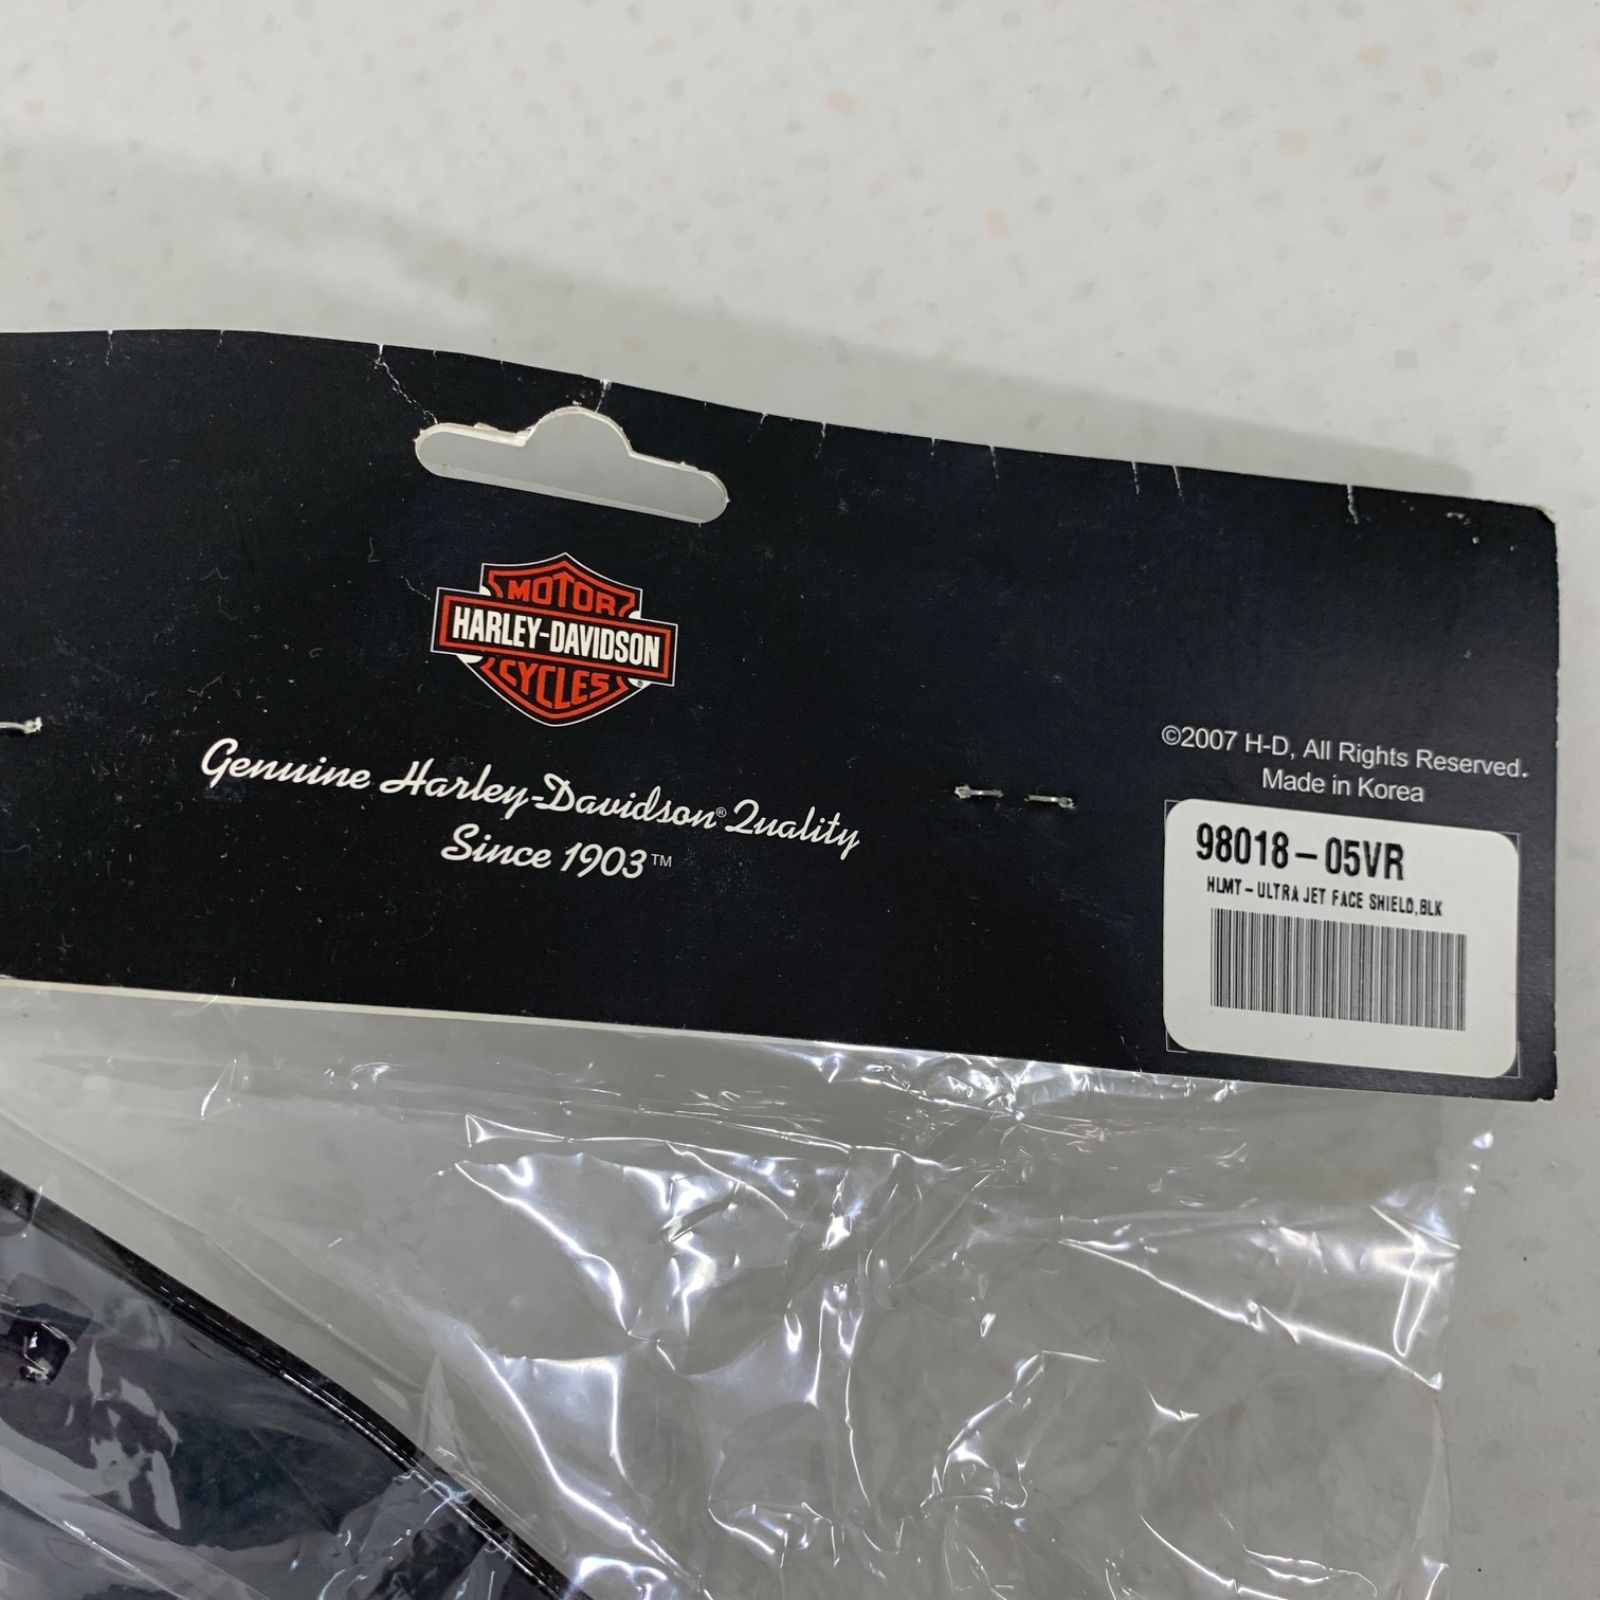 MOTOR
HARLEY-DAVIDSON
CYCLES
Genuine Harley-Davidson® Quality
Since 1903™
©2007 H-D, All Rights Reserved.
Made in Korea
98018-05VR
HLMT-ULTRA JET FACE SHIELD,BLK